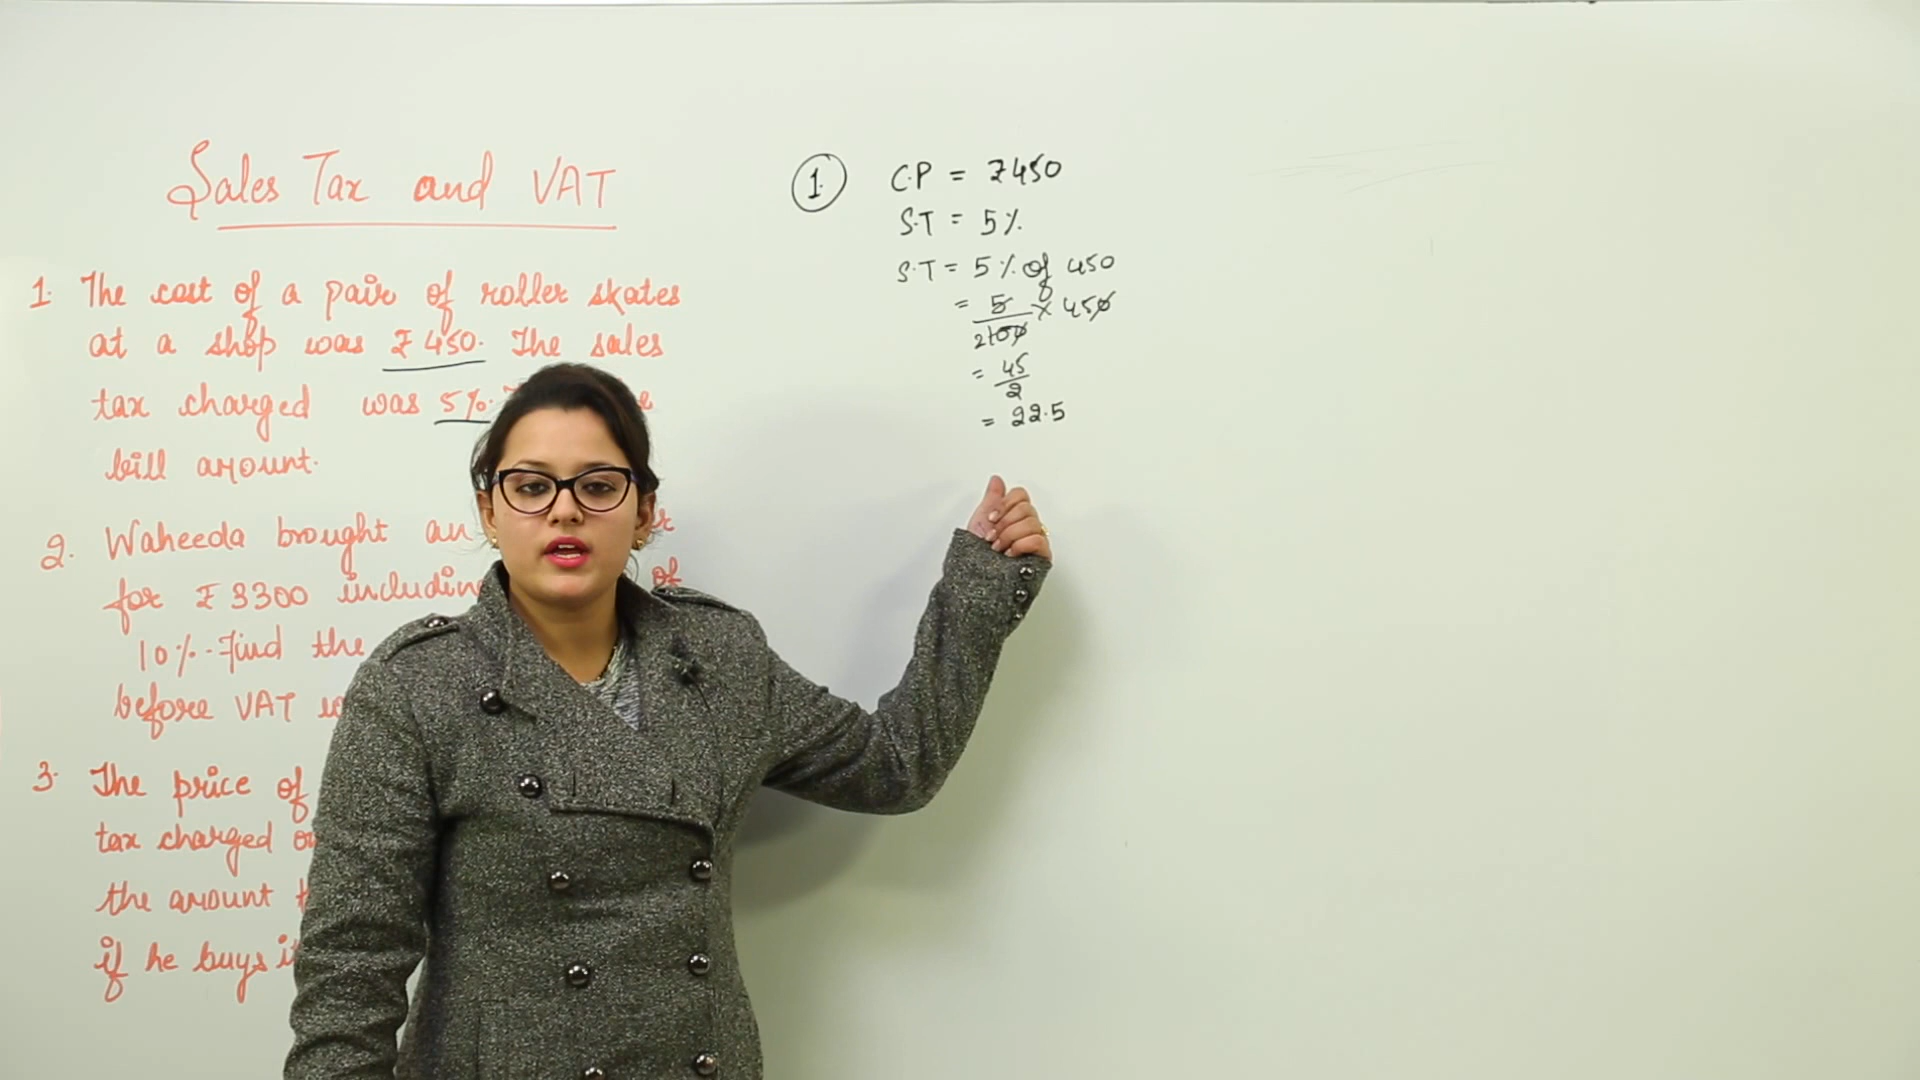 Sales Tax and VAT
1. The cost of a pair of roller skates
at a shop was ₹450. The sales
tax charged was 5%.
bill amount.
2. Waheeda brought an
for ₹3300 including of
10%. Find the
before VAT
3. The price of
tax charged
the amount
if he buys
1. C.P = ₹450
S.T = 5%
S.T = 5% of 450
= 5/2100 × 450
= 45/2
= 22.5